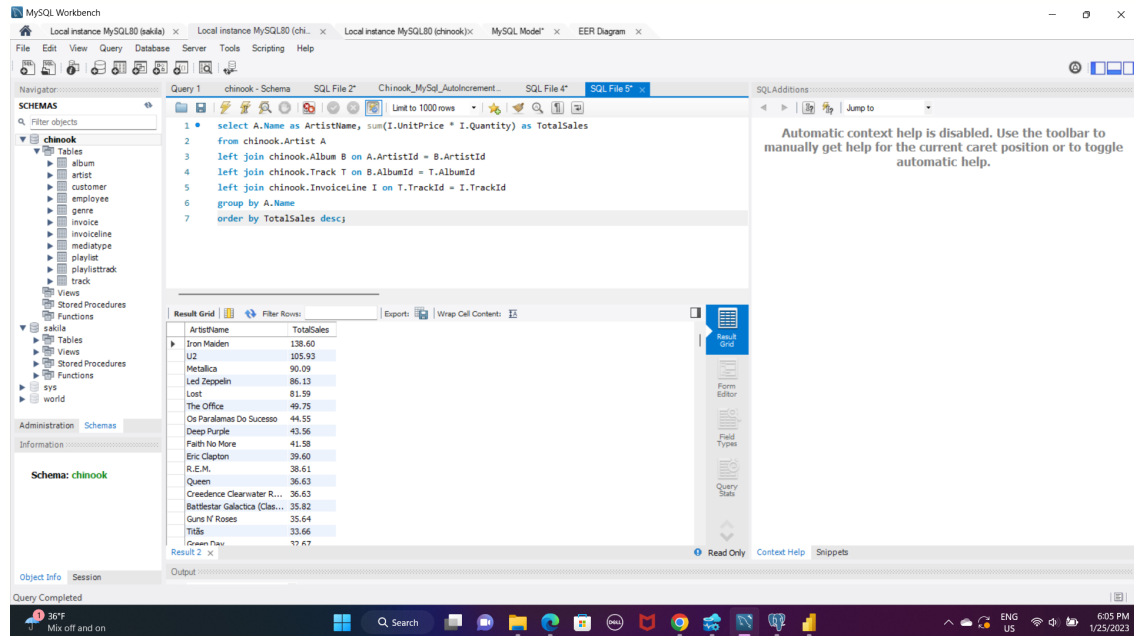 MySQL Workbench
Local instance MySQL80 (sakila) × Local instance MySQL80 (chi... × Local instance MySQL80 (chinook)× MySQL Model* × EER Diagram ×
File Edit View Query Database Server Tools Scripting Help
Navigator
Query 1 chinook - Schema SQL File 2* Chinook_MySql_AutoIncrement... SQL File 4* SQL File 5* ×
SQLAdditions
SCHEMAS
Limit to 1000 rows
Jump to
Filter objects
chinook
Tables
album
artist
customer
employee
genre
invoice
invoiceline
mediatype
playlist
playlisttrack
track
Views
Stored Procedures
Functions
sakila
Tables
Views
Stored Procedures
Functions
sys
world
Administration Schemas
Information
Schema: chinook
Object Info Session
1 select A.Name as ArtistName, sum(I.UnitPrice * I.Quantity) as TotalSales
2 from chinook.Artist A
3 left join chinook.Album B on A.ArtistId = B.ArtistId
4 left join chinook.Track T on B.AlbumId = T.AlbumId
5 left join chinook.InvoiceLine I on T.TrackId = I.TrackId
6 group by A.Name
7 order by TotalSales desc;
Automatic context help is disabled. Use the toolbar to
manually get help for the current caret position or to toggle
automatic help.
Result Grid Filter Rows: Export: Wrap Cell Content:
ArtistName TotalSales
Iron Maiden 138.60
U2 105.93
Metallica 90.09
Led Zeppelin 86.13
Lost 81.59
The Office 49.75
Os Paralamas Do Sucesso 44.55
Deep Purple 43.56
Faith No More 41.58
Eric Clapton 39.60
R.E.M. 38.61
Queen 36.63
Creedence Clearwater R... 36.63
Battlestar Galactica (Clas... 35.82
Guns N' Roses 35.64
Titãs 33.66
Green Day 32.67
Result
Grid
Form
Editor
Field
Types
Query
Stats
Result 2 × Read Only
Context Help Snippets
Output
Query Completed
1
36°F
Mix off and on
Search
DELL
ENG
US
6:05 PM
1/25/2023